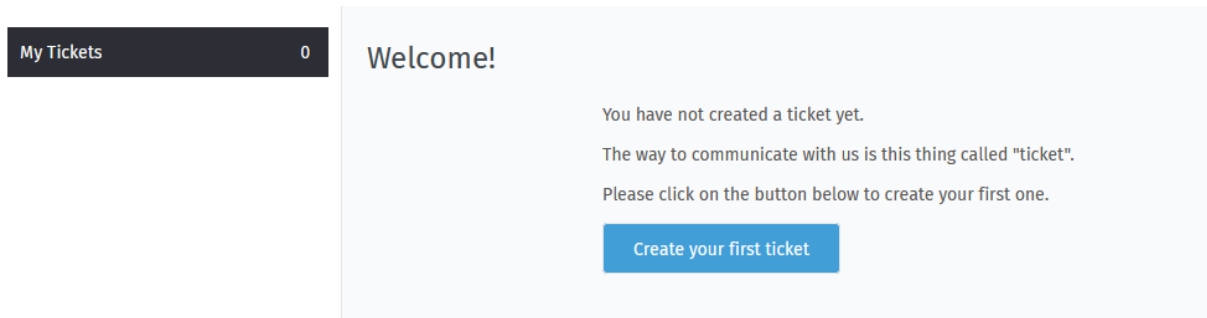 My Tickets 0
Welcome!
You have not created a ticket yet.
The way to communicate with us is this thing called "ticket".
Please click on the button below to create your first one.
Create your first ticket